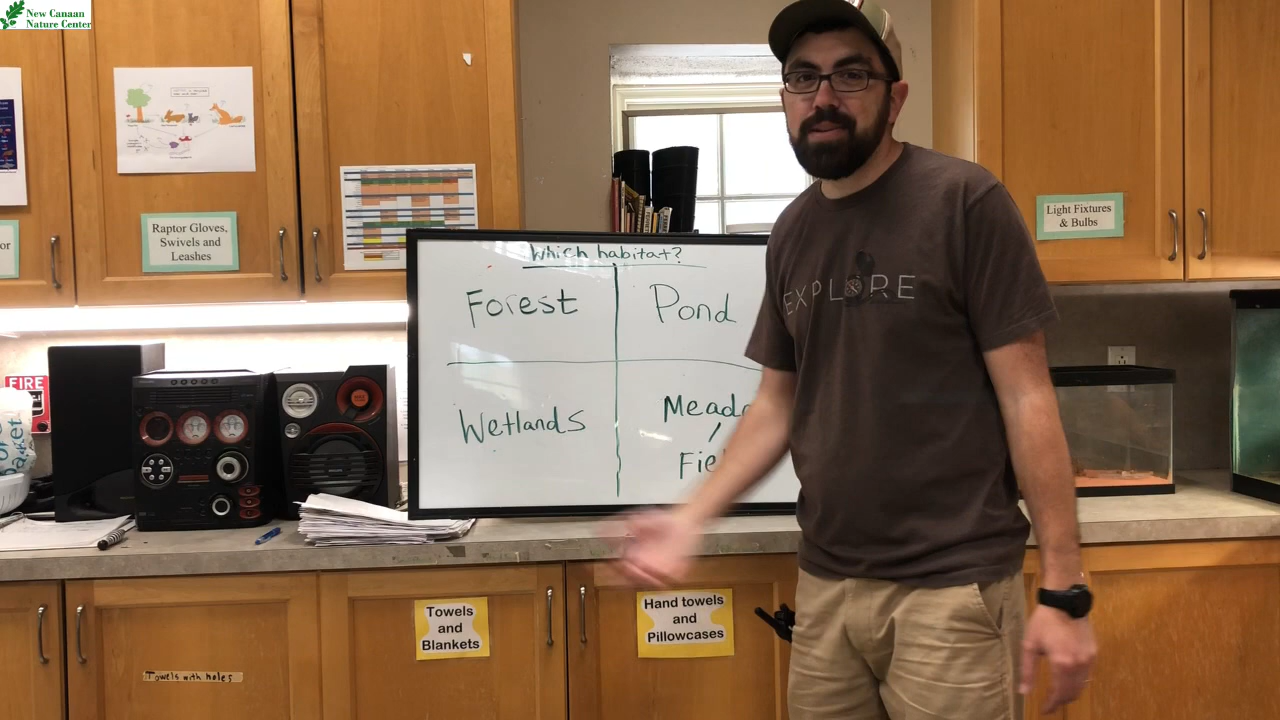 New Canaan
Nature Center
Raptor Gloves,
Swivels and
Leashes
Light Fixtures
& Bulbs
Which habitat?
Forest
Pond
Wetlands
Meado
/
Fiel
EXPLORE
FIRE
Towels
and
Blankets
Hand towels
and
Pillowcases
Towels with holes